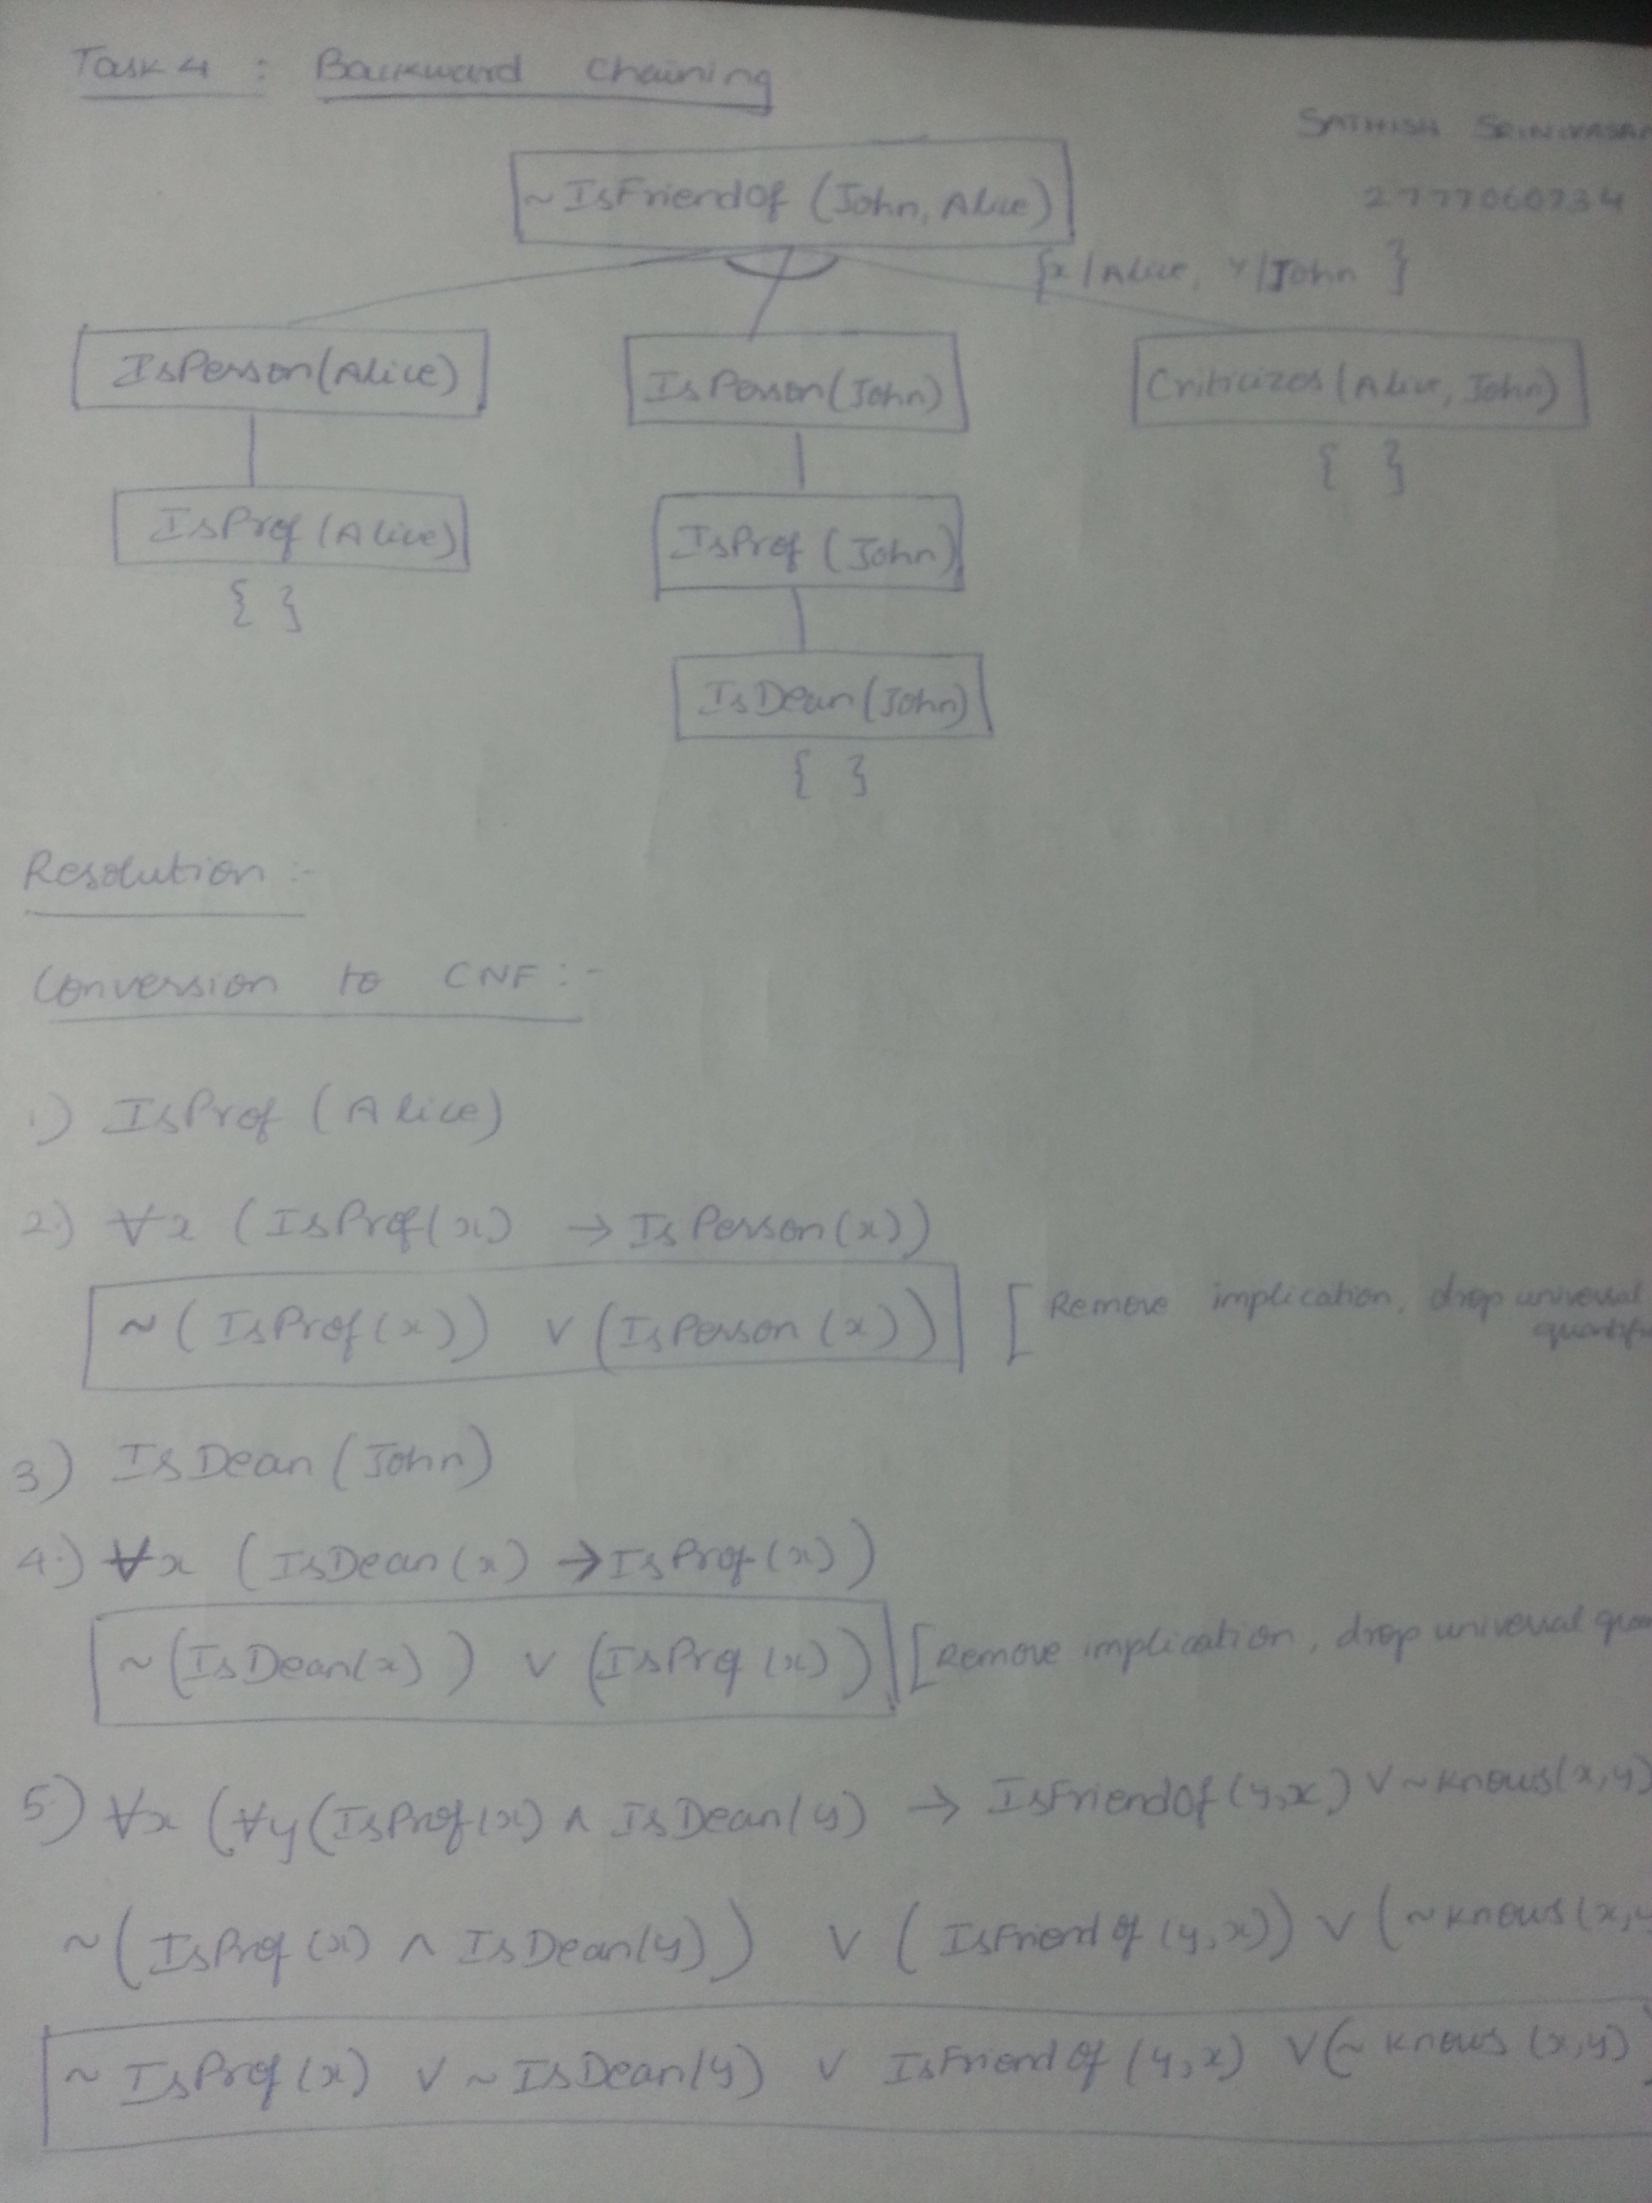 Task 4 : Backward Chaining
SATHISH SRINIVASAN
2777060734
~ IsFriendOf (John, Alice)
{x/Alice, y/John }
IsPerson(Alice) IsPerson(John) Criticizes(Alice, John)
{ }
IsProf (Alice) IsProf (John)
{ }
IsDean(John)
{ }
Resolution :-
Conversion to CNF :-
1) IsProf (Alice)
2) ∀x (IsProf(x) → IsPerson(x))
~ (IsProf(x)) ∨ (IsPerson (x)) [ Remove implication, drop universal
3) IsDean (John)
4.) ∀x (IsDean(x) → IsProf(x))
~ (IsDean(x)) ∨ (IsProf (x)) [Remove implication, drop universal
5) ∀x (∀y(IsProf(x) ∧ IsDean(y) → IsFriendOf (y,x) ∨ ~knows(x,y)
~ (IsProf (x) ∧ IsDean(y)) ∨ (IsFriendOf (y,x)) ∨ (~knows (x,
~ IsProf (x) ∨ ~ IsDean(y) ∨ IsFriendOf (y,x) ∨ (~ knows (x,y)